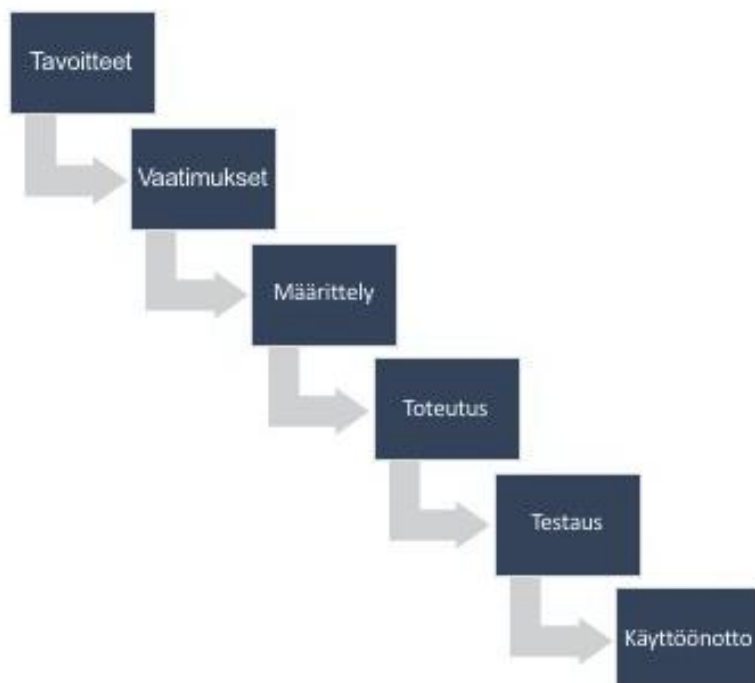 Tavoitteet
Vaatimukset
Määrittely
Toteutus
Testaus
Käyttöönotto